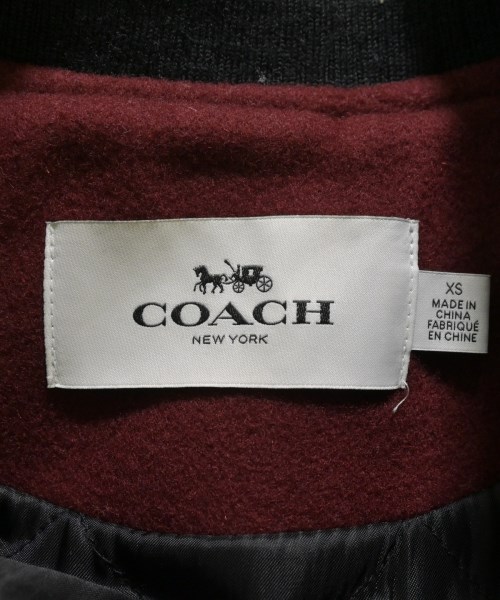 COACH
NEW YORK
XS
MADE IN
CHINA
FABRIQUÉ
EN CHINE